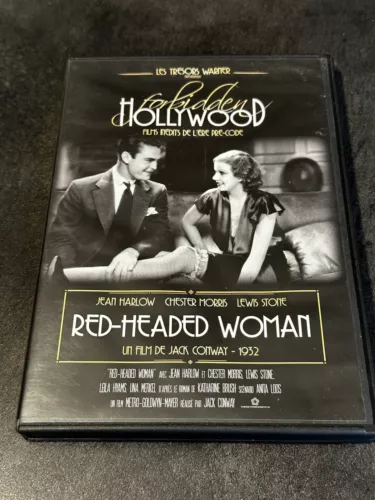 LES TRÉSORS WARNER
forbidden
HOLLYWOOD
FILMS INÉDITS DE L'ÈRE PRÉ-CODE
JEAN HARLOW CHESTER MORRIS LEWIS STONE
RED-HEADED WOMAN
UN FILM DE JACK CONWAY - 1932
"RED-HEADED WOMAN" AVEC JEAN HARLOW ET CHESTER MORRIS, LEWIS STONE,
LEILA HYAMS, UNA MERKEL D'APRÈS LE ROMAN DE KATHARINE BRUSH SCÉNARIO ANITA LOOS
UN FILM METRO-GOLDWYN-MAYER RÉALISÉ PAR JACK CONWAY